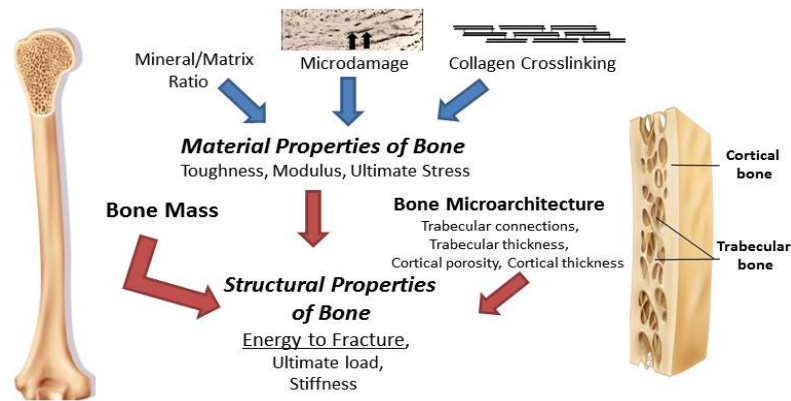 Mineral/Matrix
Ratio
Microdamage
Collagen Crosslinking
Material Properties of Bone
Toughness, Modulus, Ultimate Stress
Bone Mass
Bone Microarchitecture
Trabecular connections,
Trabecular thickness,
Cortical porosity, Cortical thickness
Structural Properties
of Bone
Energy to Fracture,
Ultimate load,
Stiffness
Cortical
bone
Trabecular
bone